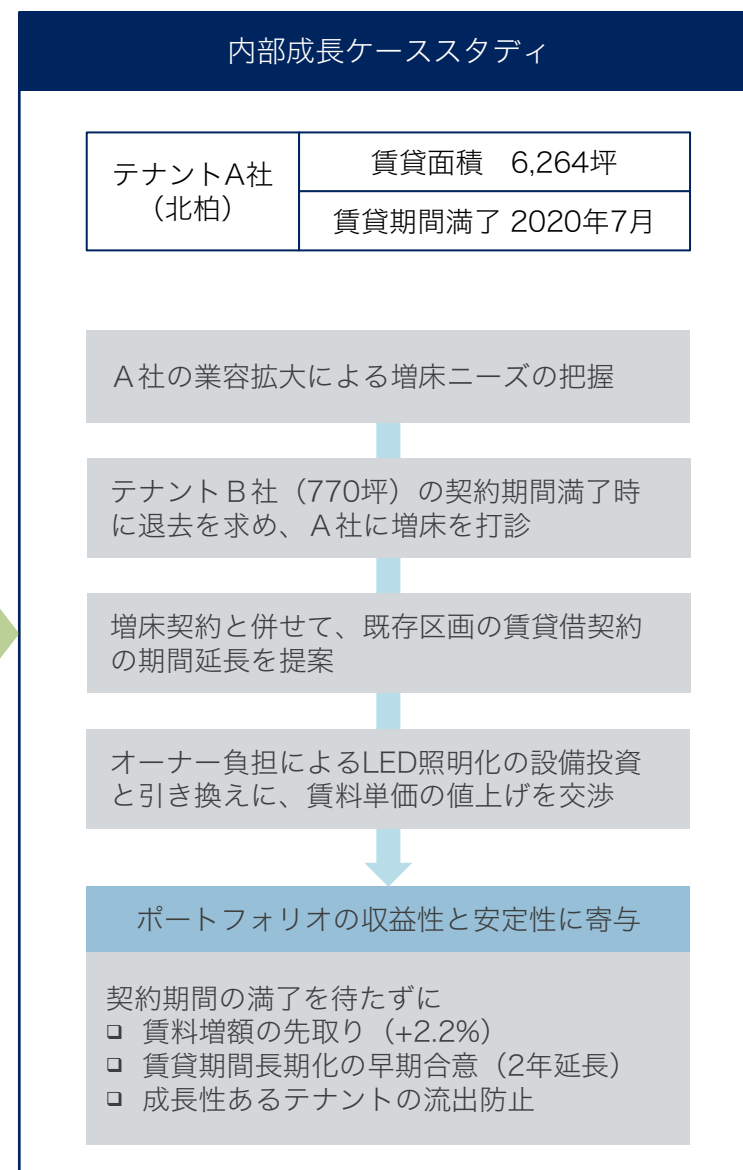 内部成長ケーススタディ
テナントA社
（北柏）
賃貸面積　6,264坪
賃貸期間満了 2020年7月
Ａ社の業容拡大による増床ニーズの把握
テナントＢ社（770坪）の契約期間満了時
に退去を求め、Ａ社に増床を打診
増床契約と併せて、既存区画の賃貸借契約
の期間延長を提案
オーナー負担によるLED照明化の設備投資
と引き換えに、賃料単価の値上げを交渉
ポートフォリオの収益性と安定性に寄与
契約期間の満了を待たずに
❑ 賃料増額の先取り（+2.2%）
❑ 賃貸期間長期化の早期合意（2年延長）
❑ 成長性あるテナントの流出防止